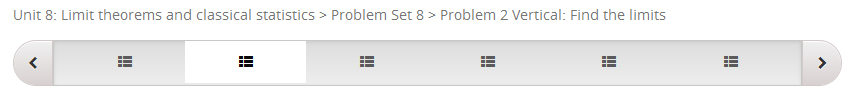 Unit 8: Limit theorems and classical statistics > Problem Set 8 > Problem 2 Vertical: Find the limits